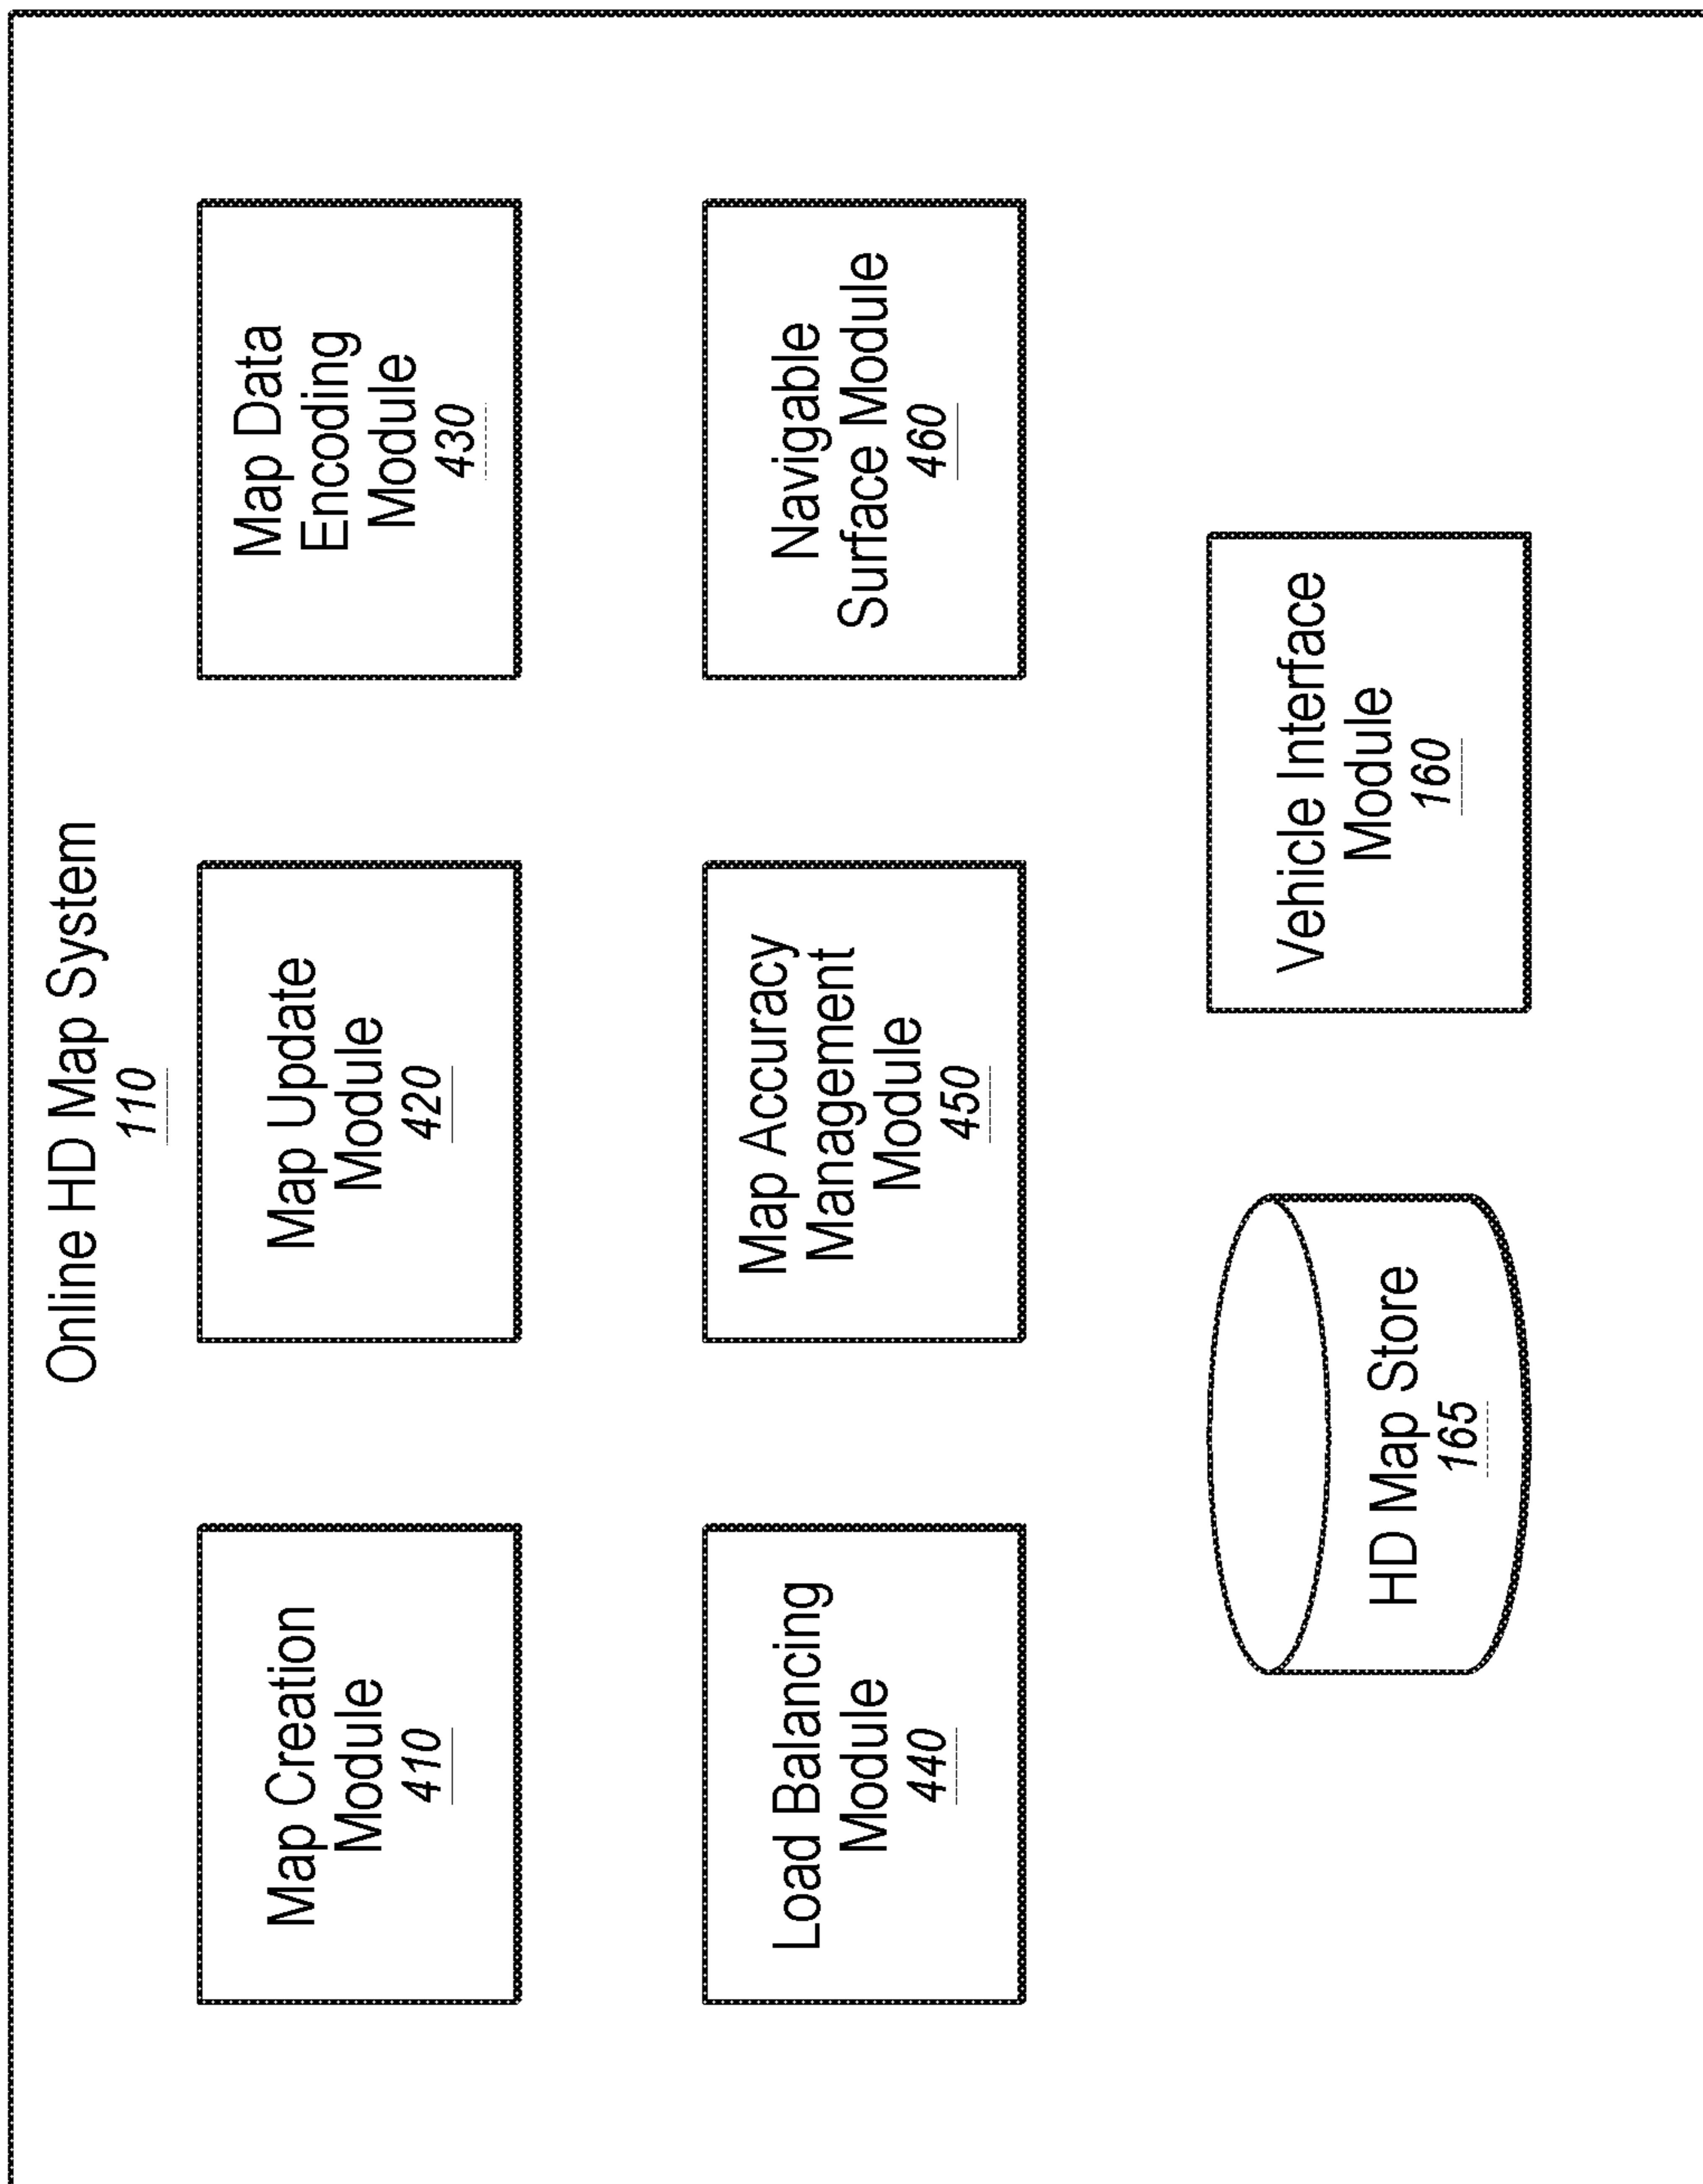 Online HD Map System
110
Map Creation
Module
410
Map Update
Module
420
Map Data
Encoding
Module
430
Load Balancing
Module
440
Map Accuracy
Management
Module
450
Navigable
Surface Module
460
HD Map Store
165
Vehicle Interface
Module
160